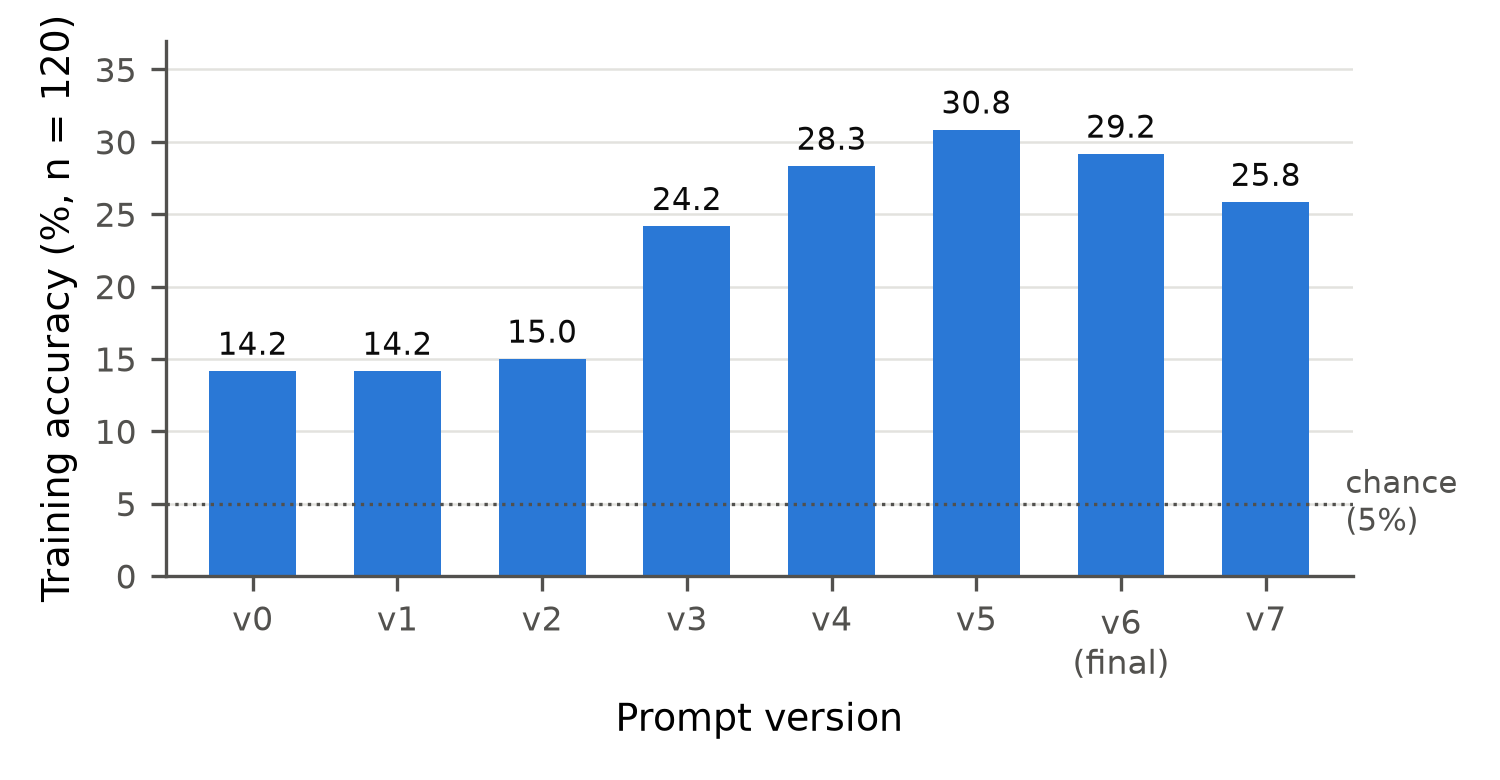 Training accuracy (%, n = 120)
35
30
25
20
15
10
5
0
14.2
14.2
15.0
24.2
28.3
30.8
29.2
25.8
chance
(5%)
v0
v1
v2
v3
v4
v5
v6
(final)
v7
Prompt version